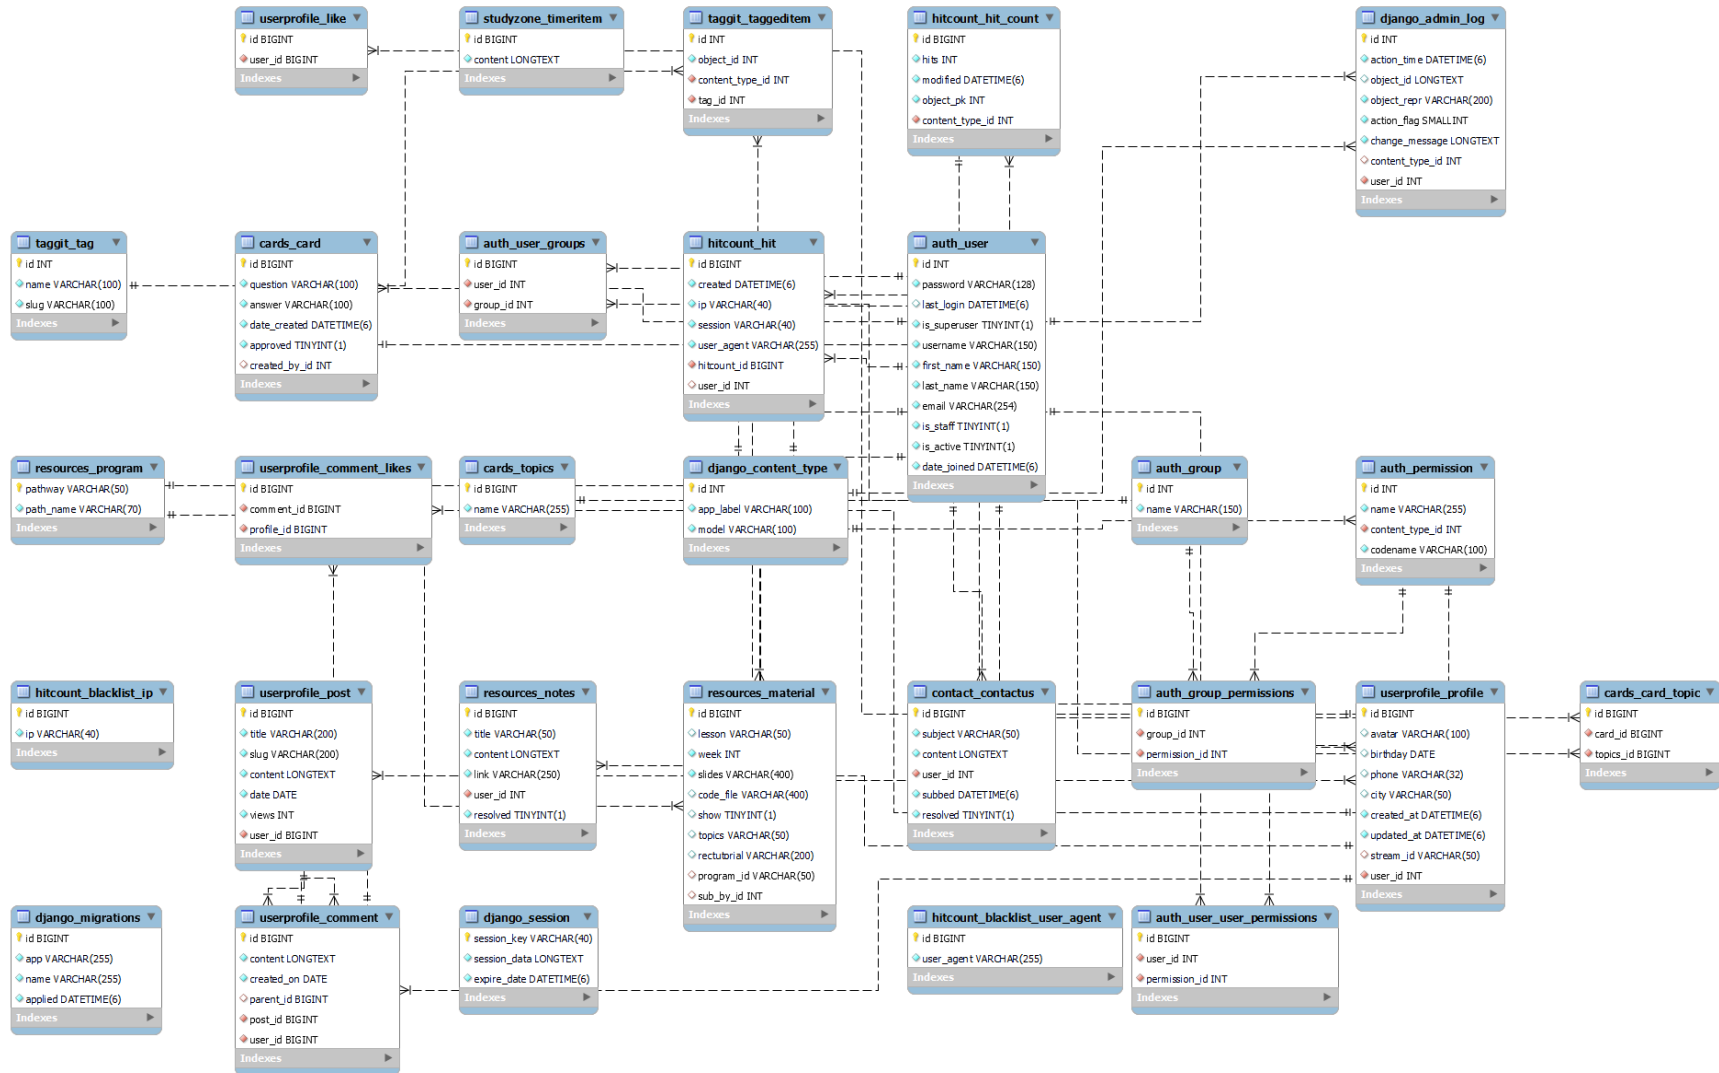 userprofile_like
id BIGINT
user_id BIGINT
Indexes
studyzone_timeritem
id BIGINT
content LONGTEXT
Indexes
taggit_taggeditem
id INT
object_id INT
content_type_id INT
tag_id INT
Indexes
hitcount_hit_count
id BIGINT
hits INT
modified DATETIME(6)
object_pk INT
content_type_id INT
Indexes
django_admin_log
id INT
action_time DATETIME(6)
object_id LONGTEXT
object_repr VARCHAR(200)
action_flag SMALLINT
change_message LONGTEXT
content_type_id INT
user_id INT
Indexes
taggit_tag
id INT
name VARCHAR(100)
slug VARCHAR(100)
Indexes
cards_card
id BIGINT
question VARCHAR(100)
answer VARCHAR(100)
date_created DATETIME(6)
approved TINYINT(1)
created_by_id INT
Indexes
auth_user_groups
id BIGINT
user_id INT
group_id INT
Indexes
hitcount_hit
id BIGINT
created DATETIME(6)
ip VARCHAR(40)
session VARCHAR(40)
user_agent VARCHAR(255)
hitcount_id BIGINT
user_id INT
Indexes
auth_user
id INT
password VARCHAR(128)
last_login DATETIME(6)
is_superuser TINYINT(1)
username VARCHAR(150)
first_name VARCHAR(150)
last_name VARCHAR(150)
email VARCHAR(254)
is_staff TINYINT(1)
is_active TINYINT(1)
date_joined DATETIME(6)
Indexes
resources_program
pathway VARCHAR(50)
path_name VARCHAR(70)
Indexes
userprofile_comment_likes
id BIGINT
comment_id BIGINT
profile_id BIGINT
Indexes
cards_topics
id BIGINT
name VARCHAR(255)
Indexes
django_content_type
id INT
app_label VARCHAR(100)
model VARCHAR(100)
Indexes
auth_group
id INT
name VARCHAR(150)
Indexes
auth_permission
id INT
name VARCHAR(255)
content_type_id INT
codename VARCHAR(100)
Indexes
hitcount_blacklist_ip
id BIGINT
ip VARCHAR(40)
Indexes
userprofile_post
id BIGINT
title VARCHAR(200)
slug VARCHAR(200)
content LONGTEXT
date DATE
views INT
user_id BIGINT
Indexes
resources_notes
id BIGINT
title VARCHAR(50)
content LONGTEXT
link VARCHAR(250)
user_id INT
resolved TINYINT(1)
Indexes
resources_material
id BIGINT
lesson VARCHAR(50)
week INT
slides VARCHAR(400)
code_file VARCHAR(400)
show TINYINT(1)
topics VARCHAR(50)
rectutorial VARCHAR(200)
program_id VARCHAR(50)
sub_by_id INT
Indexes
contact_contactus
id BIGINT
subject VARCHAR(50)
content LONGTEXT
user_id INT
subbed DATETIME(6)
resolved TINYINT(1)
Indexes
auth_group_permissions
id BIGINT
group_id INT
permission_id INT
Indexes
userprofile_profile
id BIGINT
avatar VARCHAR(100)
birthday DATE
phone VARCHAR(32)
city VARCHAR(50)
created_at DATETIME(6)
updated_at DATETIME(6)
stream_id VARCHAR(50)
user_id INT
Indexes
cards_card_topic
id BIGINT
card_id BIGINT
topics_id BIGINT
Indexes
django_migrations
id BIGINT
app VARCHAR(255)
name VARCHAR(255)
applied DATETIME(6)
Indexes
userprofile_comment
id BIGINT
content LONGTEXT
created_on DATE
parent_id BIGINT
post_id BIGINT
user_id BIGINT
Indexes
django_session
session_key VARCHAR(40)
session_data LONGTEXT
expire_date DATETIME(6)
Indexes
hitcount_blacklist_user_agent
id BIGINT
user_agent VARCHAR(255)
Indexes
auth_user_user_permissions
id BIGINT
user_id INT
permission_id INT
Indexes